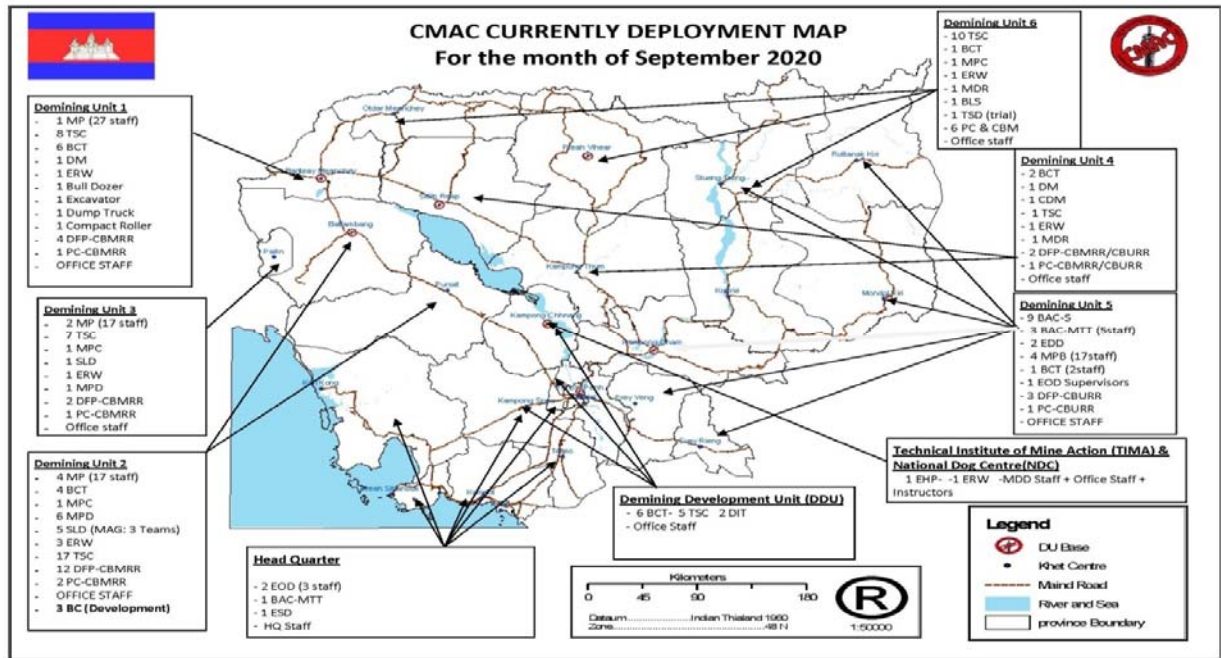 CMAC CURRENTLY DEPLOYMENT MAP
For the month of September 2020
CMAC
Demining Unit 1
- 1 MP (27 staff)
- 8 TSC
- 6 BCT
- 1 DM
- 1 ERW
- 1 Bull Dozer
- 1 Excavator
- 1 Dump Truck
- 1 Compact Roller
- 4 DFP-CBMRR
- 1 PC-CBMRR
- OFFICE STAFF
Demining Unit 3
- 2 MP (17 staff)
- 7 TSC
- 1 MPC
- 1 SLD
- 1 ERW
- 1 MPD
- 2 DFP-CBMRR
- 1 PC-CBMRR
- Office staff
Demining Unit 2
- 4 MP (17 staff)
- 4 BCT
- 1 MPC
- 6 MPD
- 5 SLD (MAG: 3 Teams)
- 3 ERW
- 17 TSC
- 12 DFP-CBMRR
- 2 PC-CBMRR
- OFFICE STAFF
- 3 BC (Development)
Head Quarter
- 2 EOD (3 staff)
- 1 BAC-MTT
- 1 ESD
- HQ Staff
Demining Development Unit (DDU)
- 6 BCT- 5 TSC 2 DIT
- Office Staff
Demining Unit 6
- 10 TSC
- 1 BCT
- 1 MPC
- 1 ERW
- 1 MDR
- 1 BLS
- 1 TSD (trial)
- 6 PC & CBM
- Office staff
Demining Unit 4
- 2 BCT
- 1 DM
- 1 CDM
- 1 TSC
- 1 ERW
- 1 MDR
- 2 DFP-CBMRR/CBURR
- 1 PC-CBMRR/CBURR
- Office staff
Demining Unit 5
- 9 BAC-S
- 3 BAC-MTT (5staff)
- 2 EDD
- 4 MPB (17staff)
- 1 BCT (2staff)
- 1 EOD Supervisors
- 3 DFP-CBURR
- 1 PC-CBURR
- OFFICE STAFF
Technical Institute of Mine Action (TIMA) &
National Dog Centre(NDC)
1 EHP- -1 ERW -MDD Staff + Office Staff +
Instructors
Otdar Meanchey
Preah Vihear
Stueng Treng
Siem Reap
Battambang
Pailin
Kampong Thum
Pursat
Kratie
Kampong Chhnang
Prey Veng
Svay Rieng
Takeo
Kilometers
0 45 90 180
Dataum Indian Thialand 1960
Zone 48 N
R
1:50000
Legend
DU Base
Khet Centre
Maind Road
River and Sea
province Boundary